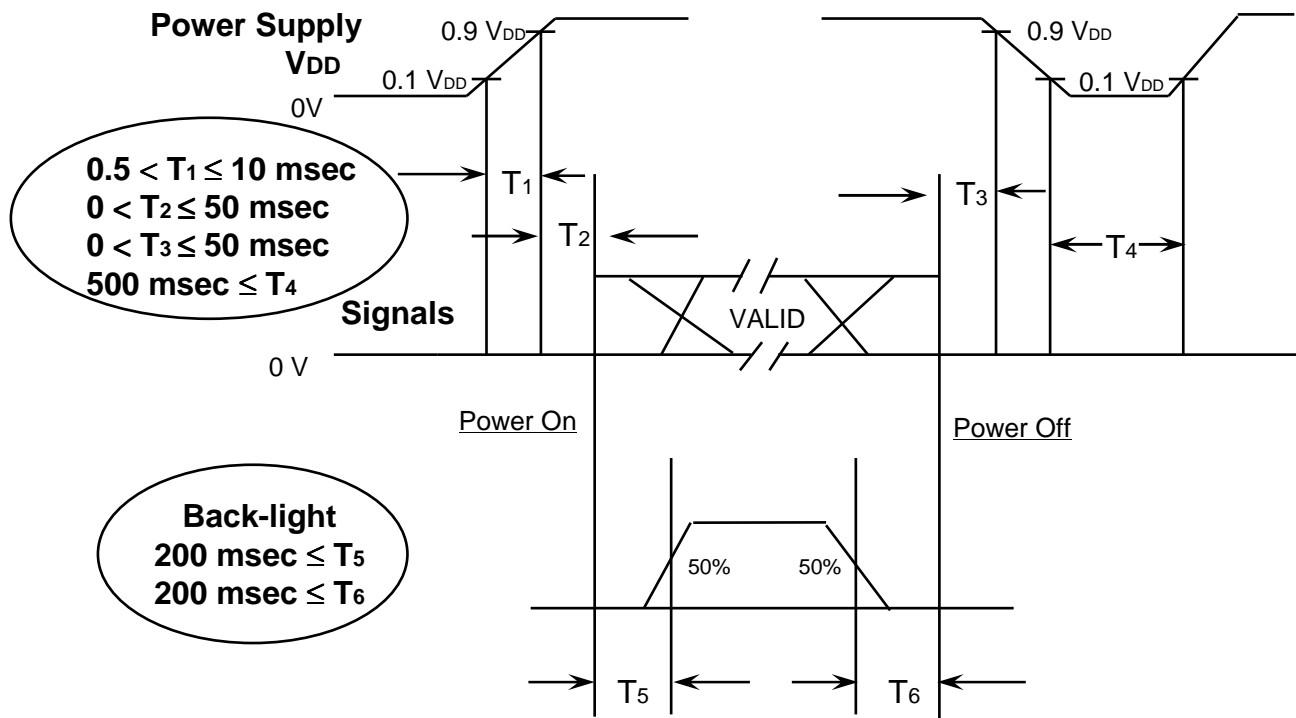 Power Supply
VDD
0.9 VDD
0.1 VDD
0V
0.9 VDD
0.1 VDD
0.5 < T1 ≤ 10 msec
0 < T2 ≤ 50 msec
0 < T3 ≤ 50 msec
500 msec ≤ T4
T1
T2
T3
T4
Signals
VALID
0 V
Power On
Power Off
Back-light
200 msec ≤ T5
200 msec ≤ T6
50%
50%
T5
T6